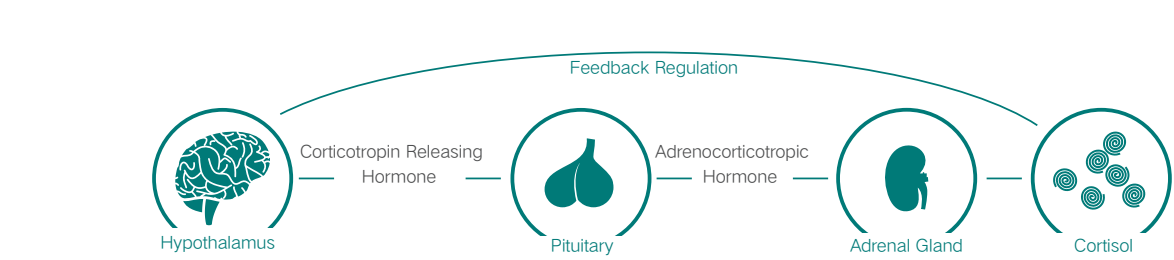 Feedback Regulation
Corticotropin Releasing
Hormone
Adrenocorticotropic
Hormone
Hypothalamus
Pituitary
Adrenal Gland
Cortisol